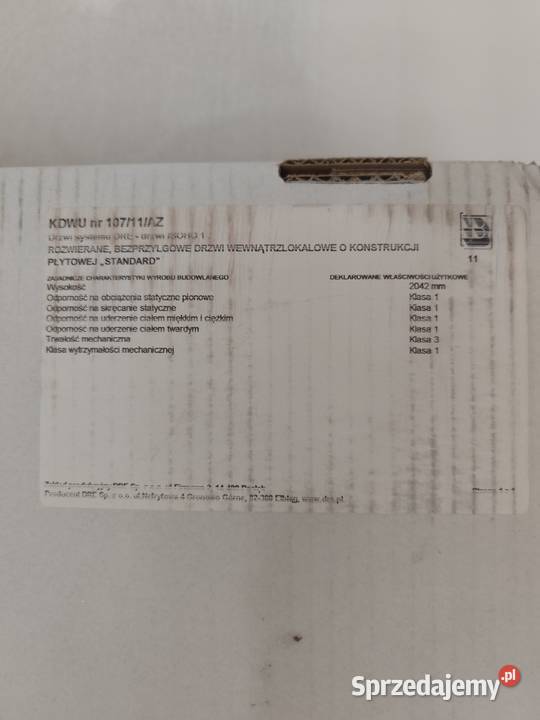 KDWU nr 107/11/AZ
Drzwi systemu DRE - drzwi
ROZWIERANE, BEZPRZYLGOWE DRZWI WEWNĄTRZLOKALOWE O KONSTRUKCJI
PŁYTOWEJ „STANDARD"
11
ZASADNICZE CHARAKTERYSTYKI WYROBU BUDOWLANEGO DEKLAROWANE WŁAŚCIWOŚCI UŻYTKOWE
Wysokość 2042 mm
Odporność na obciążenia statyczne pionowe Klasa 1
Odporność na skręcanie statyczne Klasa 1
Odporność na uderzenie ciałem miękkim i ciężkim Klasa 1
Odporność na uderzenie ciałem twardym Klasa 1
Trwałość mechaniczna Klasa 3
Klasa wytrzymałości mechanicznej Klasa 1
Producent DRE Sp. z o.o. ul.Nefrytowa 4 Gronowo Górne, 82-300 Elbląg, www.dre.pl
Sprzedajemy.pl